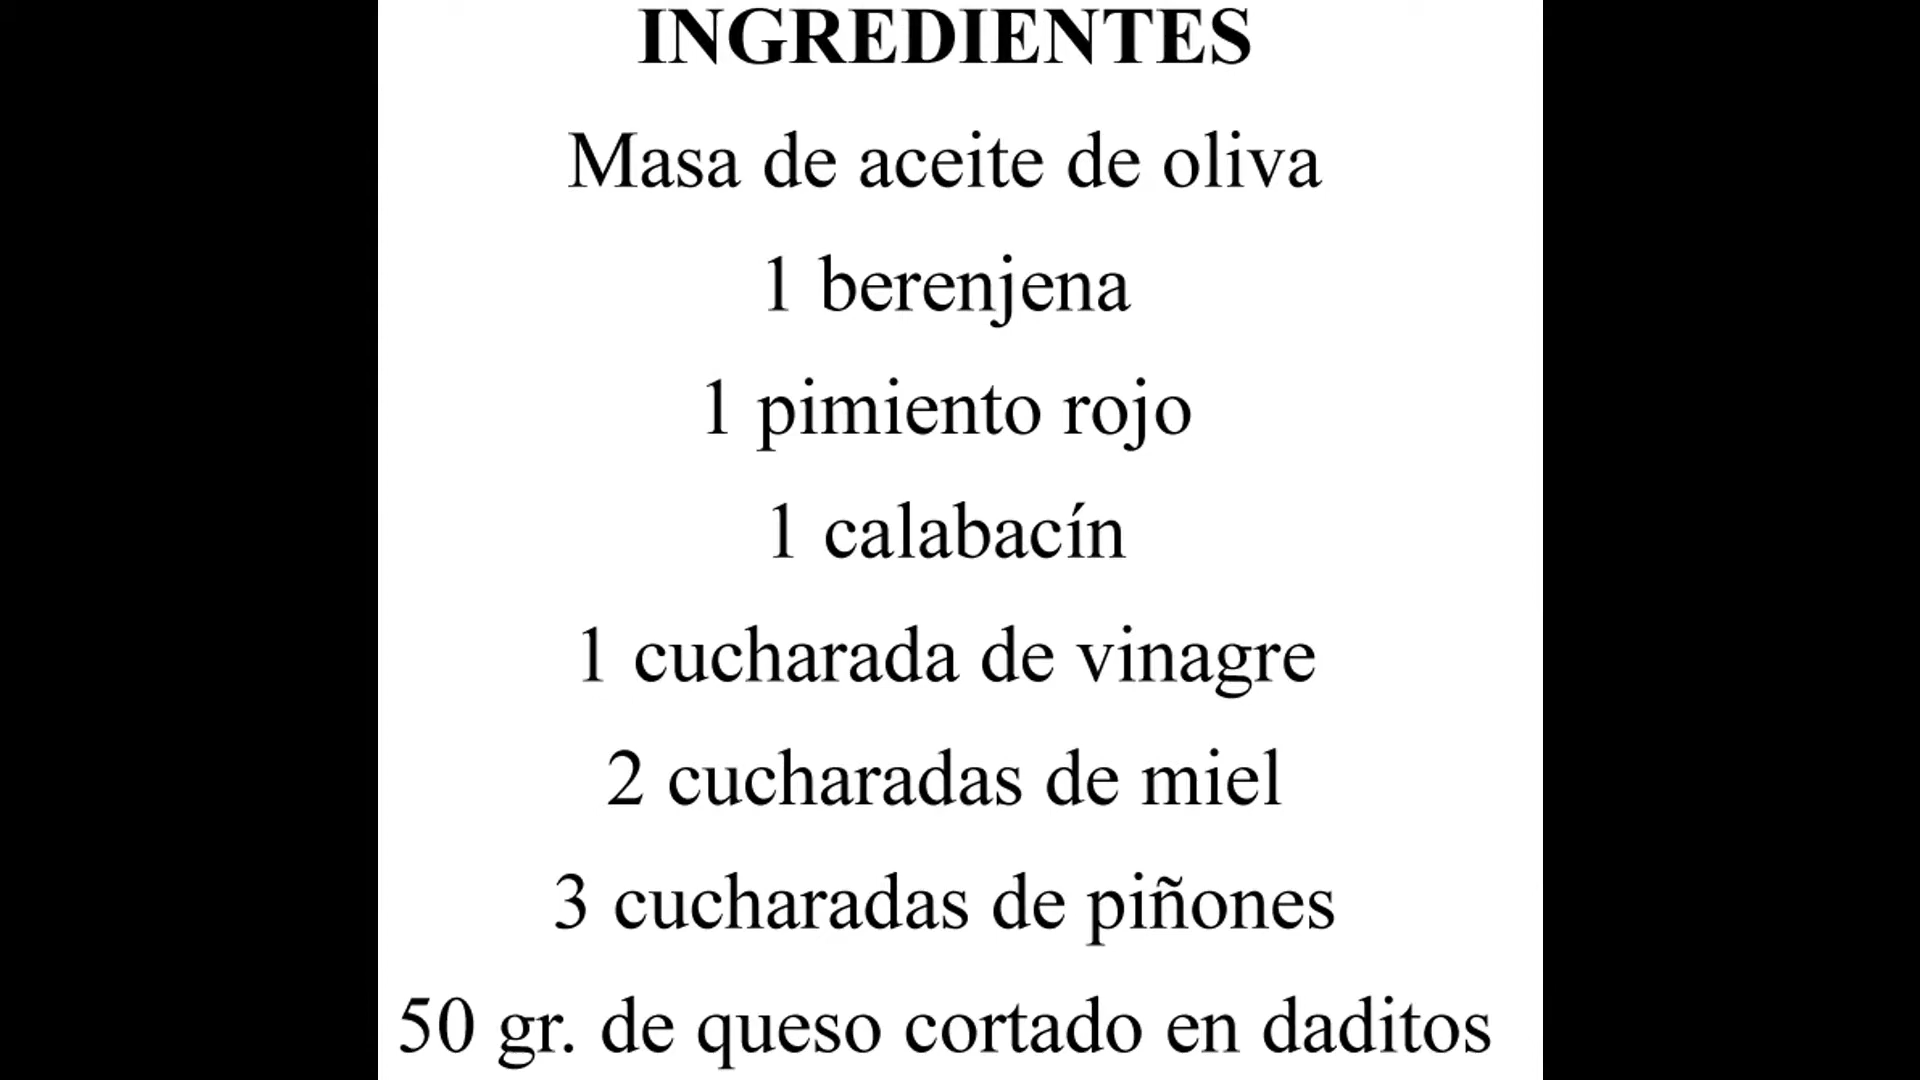 INGREDIENTES
Masa de aceite de oliva
1 berenjena
1 pimiento rojo
1 calabacín
1 cucharada de vinagre
2 cucharadas de miel
3 cucharadas de piñones
50 gr. de queso cortado en daditos